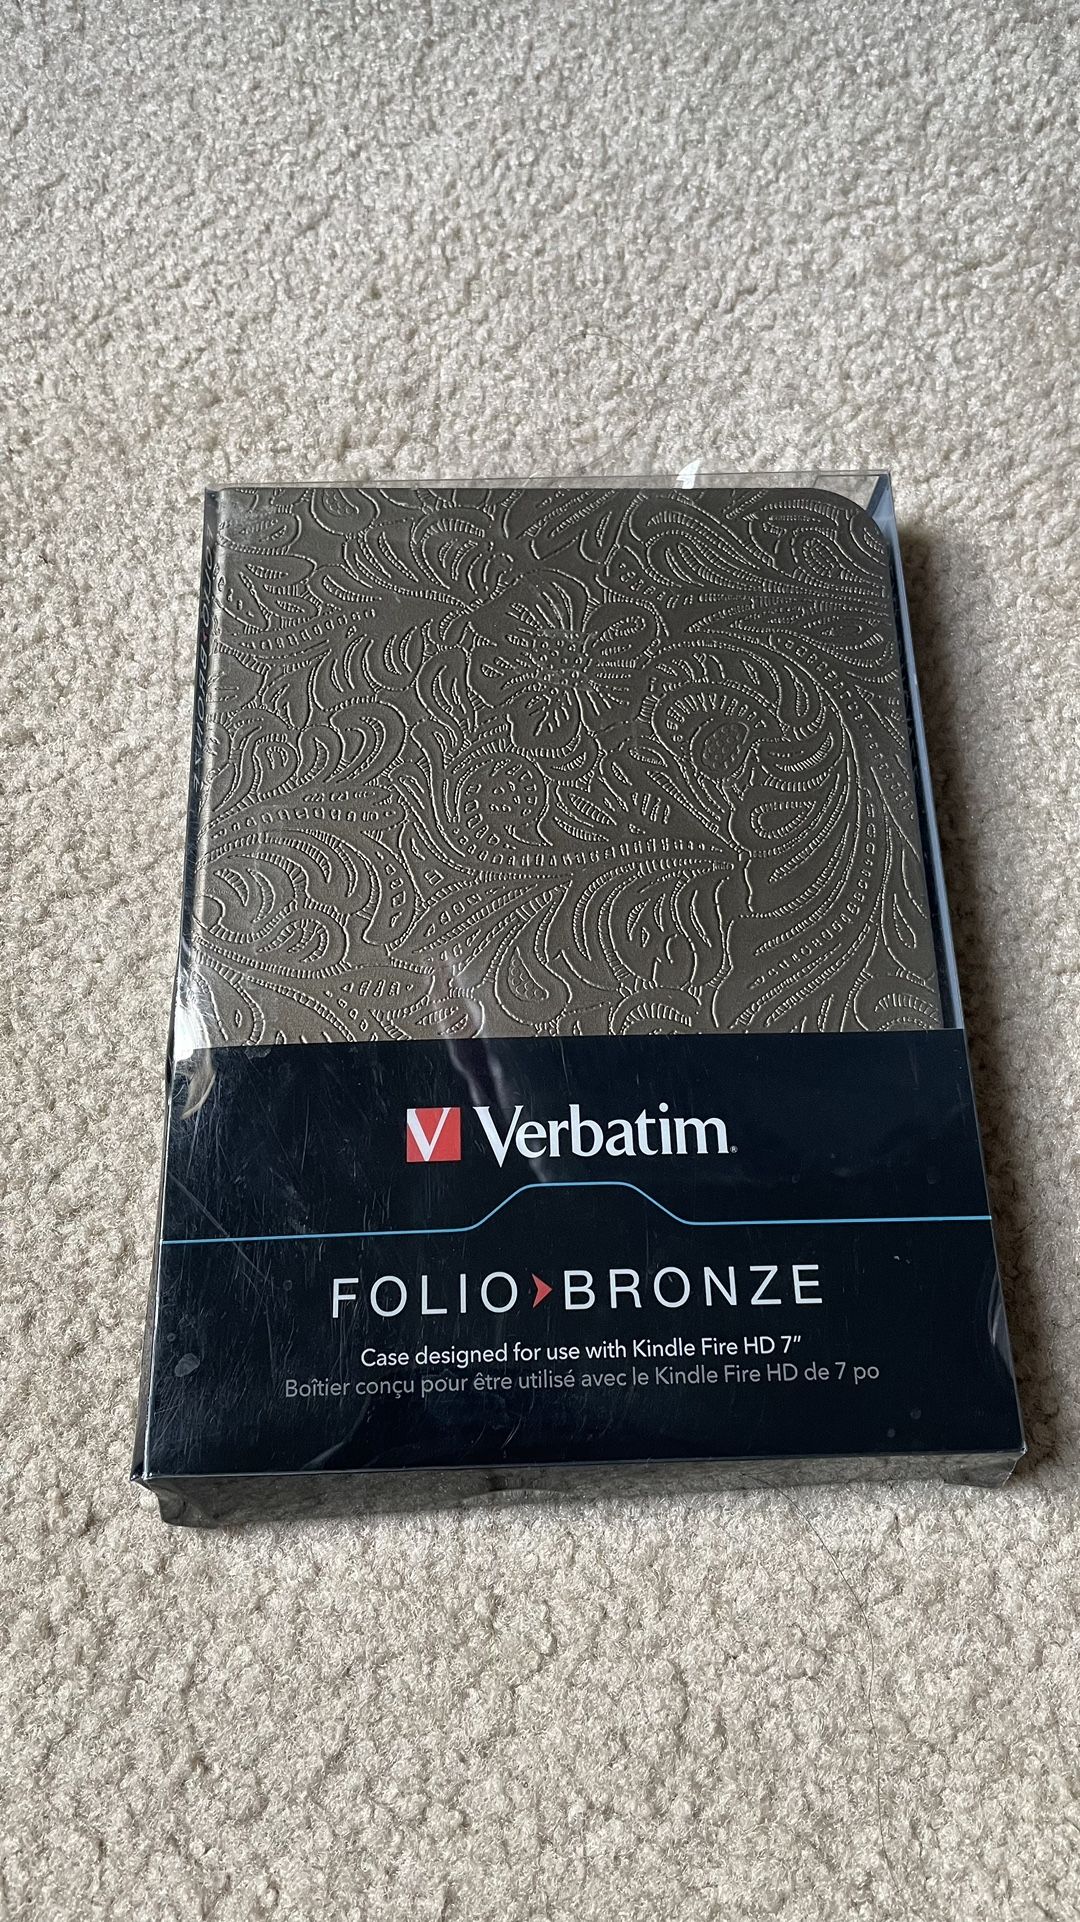 V Verbatim®
FOLIO BRONZE
Case designed for use with Kindle Fire HD 7"
Boîtier conçu pour être utilisé avec le Kindle Fire HD de 7 po